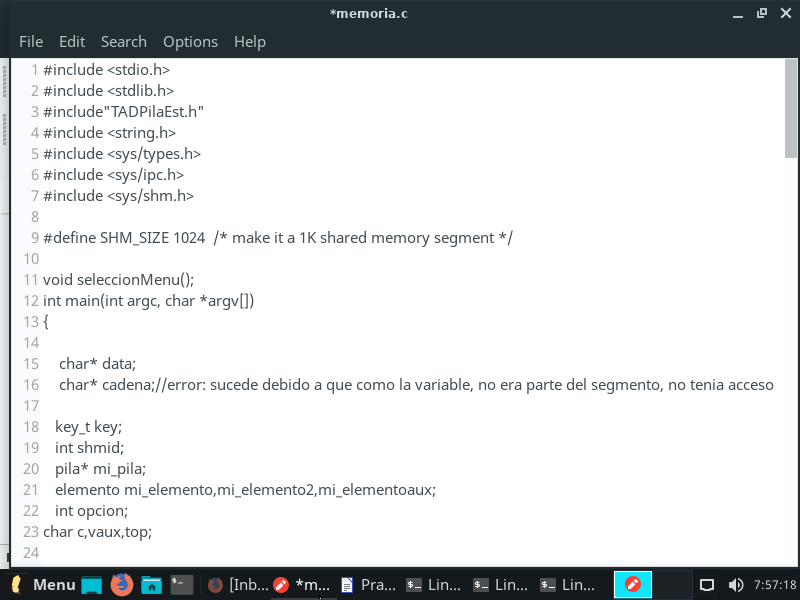 *memoria.c
File Edit Search Options Help
1 #include <stdio.h>
2 #include <stdlib.h>
3 #include"TADPilaEst.h"
4 #include <string.h>
5 #include <sys/types.h>
6 #include <sys/ipc.h>
7 #include <sys/shm.h>
8
9 #define SHM_SIZE 1024 /* make it a 1K shared memory segment */
10
11 void seleccionMenu();
12 int main(int argc, char *argv[])
13 {
14
15 char* data;
16 char* cadena;//error: sucede debido a que como la variable, no era parte del segmento, no tenia acceso
17
18 key_t key;
19 int shmid;
20 pila* mi_pila;
21 elemento mi_elemento,mi_elemento2,mi_elementoaux;
22 int opcion;
23 char c,vaux,top;
24
Menu [Inb... *m... Pra... Lin... Lin... Lin... 7:57:18